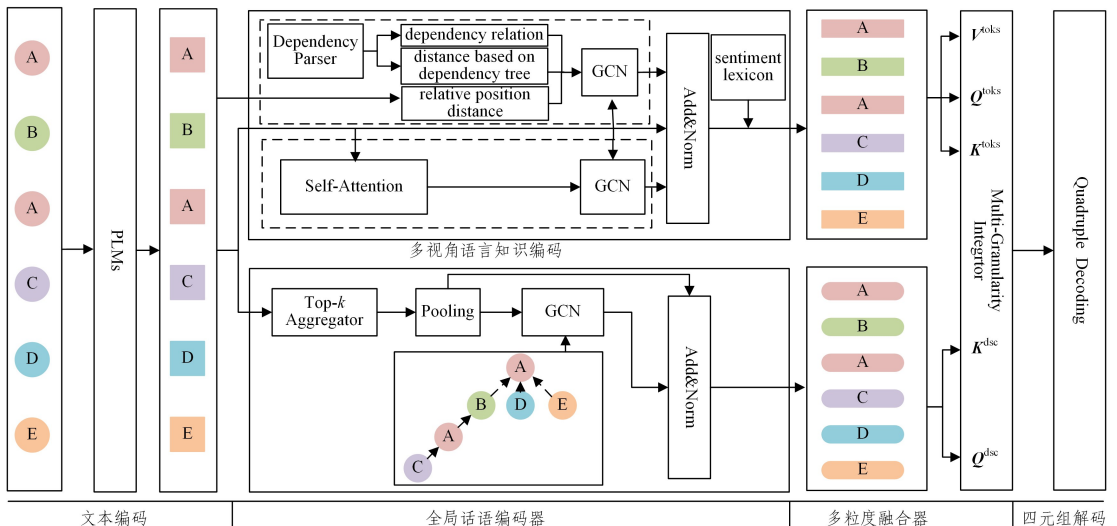 A
B
A
C
D
E
PLMs
A
B
A
C
D
E
Dependency
Parser
dependency relation
distance based on
dependency tree
relative position
distance
GCN
Self-Attention
GCN
Add&Norm
sentiment
lexicon
多视角语言知识编码
Top-k
Aggregator
Pooling
GCN
A
B
D
E
A
C
Add&Norm
A
B
A
C
D
E
A
B
A
C
D
E
V^toks
Q^toks
K^toks
K^dsc
Q^dsc
Multi-Granularity
Integrtor
Quadruple Decoding
文本编码
全局话语编码器
多粒度融合器
四元组解码